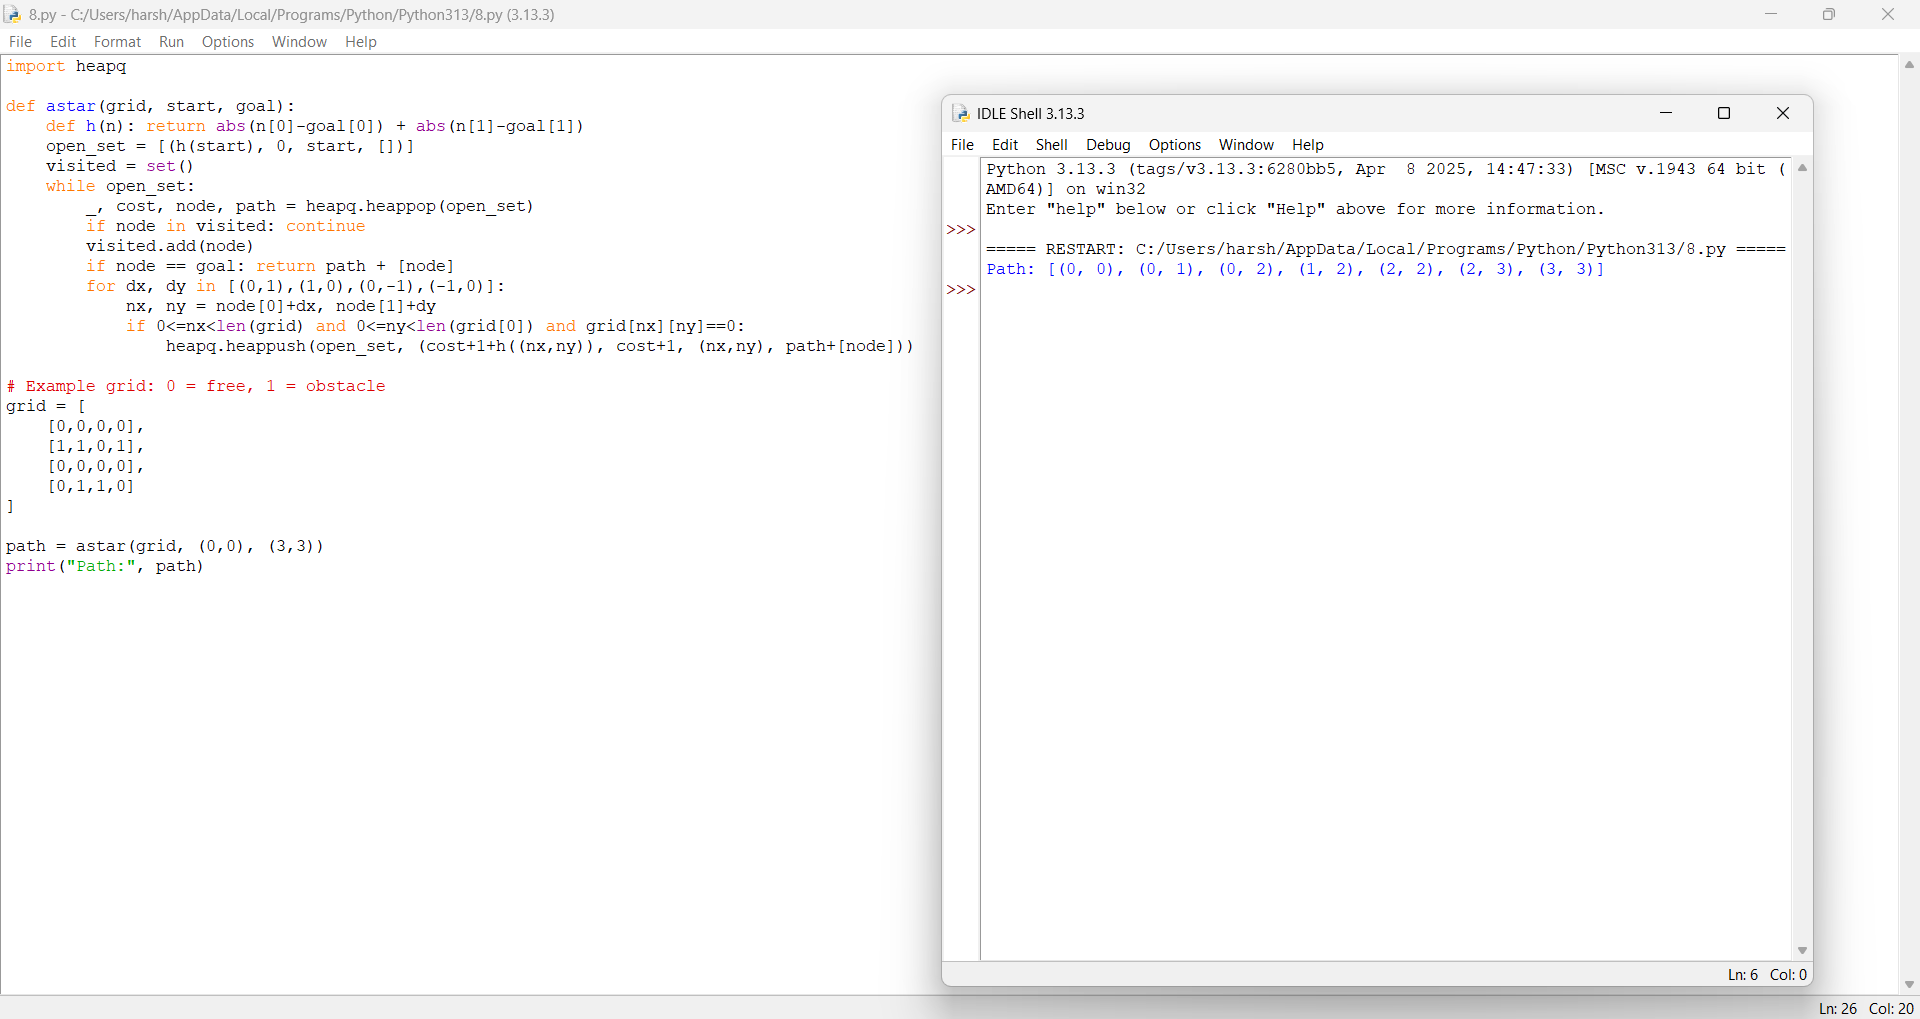 8.py - C:/Users/harsh/AppData/Local/Programs/Python/Python313/8.py (3.13.3)
File Edit Format Run Options Window Help
import heapq

def astar(grid, start, goal):
    def h(n): return abs(n[0]-goal[0]) + abs(n[1]-goal[1])
    open_set = [(h(start), 0, start, [])]
    visited = set()
    while open_set:
        _, cost, node, path = heapq.heappop(open_set)
        if node in visited: continue
        visited.add(node)
        if node == goal: return path + [node]
        for dx, dy in [(0,1),(1,0),(0,-1),(-1,0)]:
            nx, ny = node[0]+dx, node[1]+dy
            if 0<=nx<len(grid) and 0<=ny<len(grid[0]) and grid[nx][ny]==0:
                heapq.heappush(open_set, (cost+1+h((nx,ny)), cost+1, (nx,ny), path+[node]))

# Example grid: 0 = free, 1 = obstacle
grid = [
    [0,0,0,0],
    [1,1,0,1],
    [0,0,0,0],
    [0,1,1,0]
]

path = astar(grid, (0,0), (3,3))
print("Path:", path)
IDLE Shell 3.13.3
File Edit Shell Debug Options Window Help
Python 3.13.3 (tags/v3.13.3:6280bb5, Apr  8 2025, 14:47:33) [MSC v.1943 64 bit (
AMD64)] on win32
Enter "help" below or click "Help" above for more information.
>>>
===== RESTART: C:/Users/harsh/AppData/Local/Programs/Python/Python313/8.py =====
Path: [(0, 0), (0, 1), (0, 2), (1, 2), (2, 2), (2, 3), (3, 3)]
>>>
Ln: 6 Col: 0
Ln: 26 Col: 20